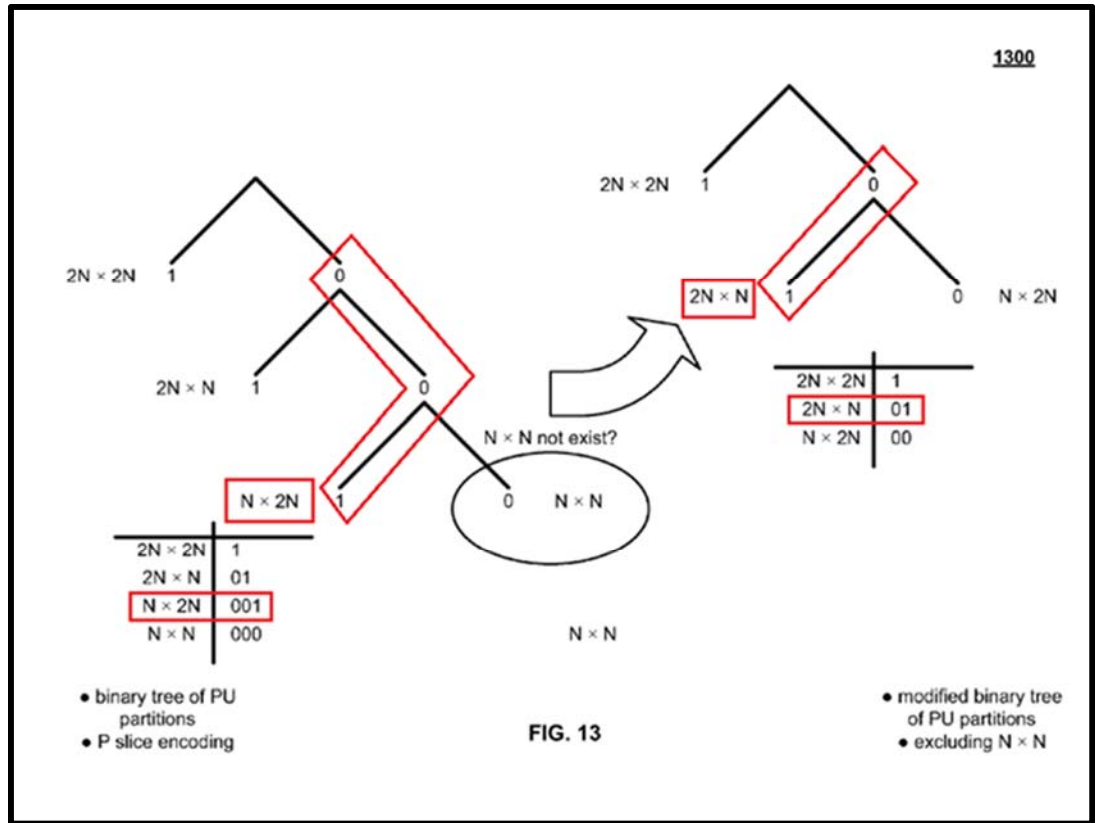 1300
2N × 2N 1 0
2N × N 1 0 N × 2N
2N × 2N 1
2N × N 01
N × 2N 00
2N × 2N 1 0
2N × N 1 0
N × N not exist?
N × 2N 1 0 N × N
2N × 2N 1
2N × N 01
N × 2N 001
N × N 000
N × N
• binary tree of PU
partitions
• P slice encoding
FIG. 13
• modified binary tree
of PU partitions
• excluding N × N